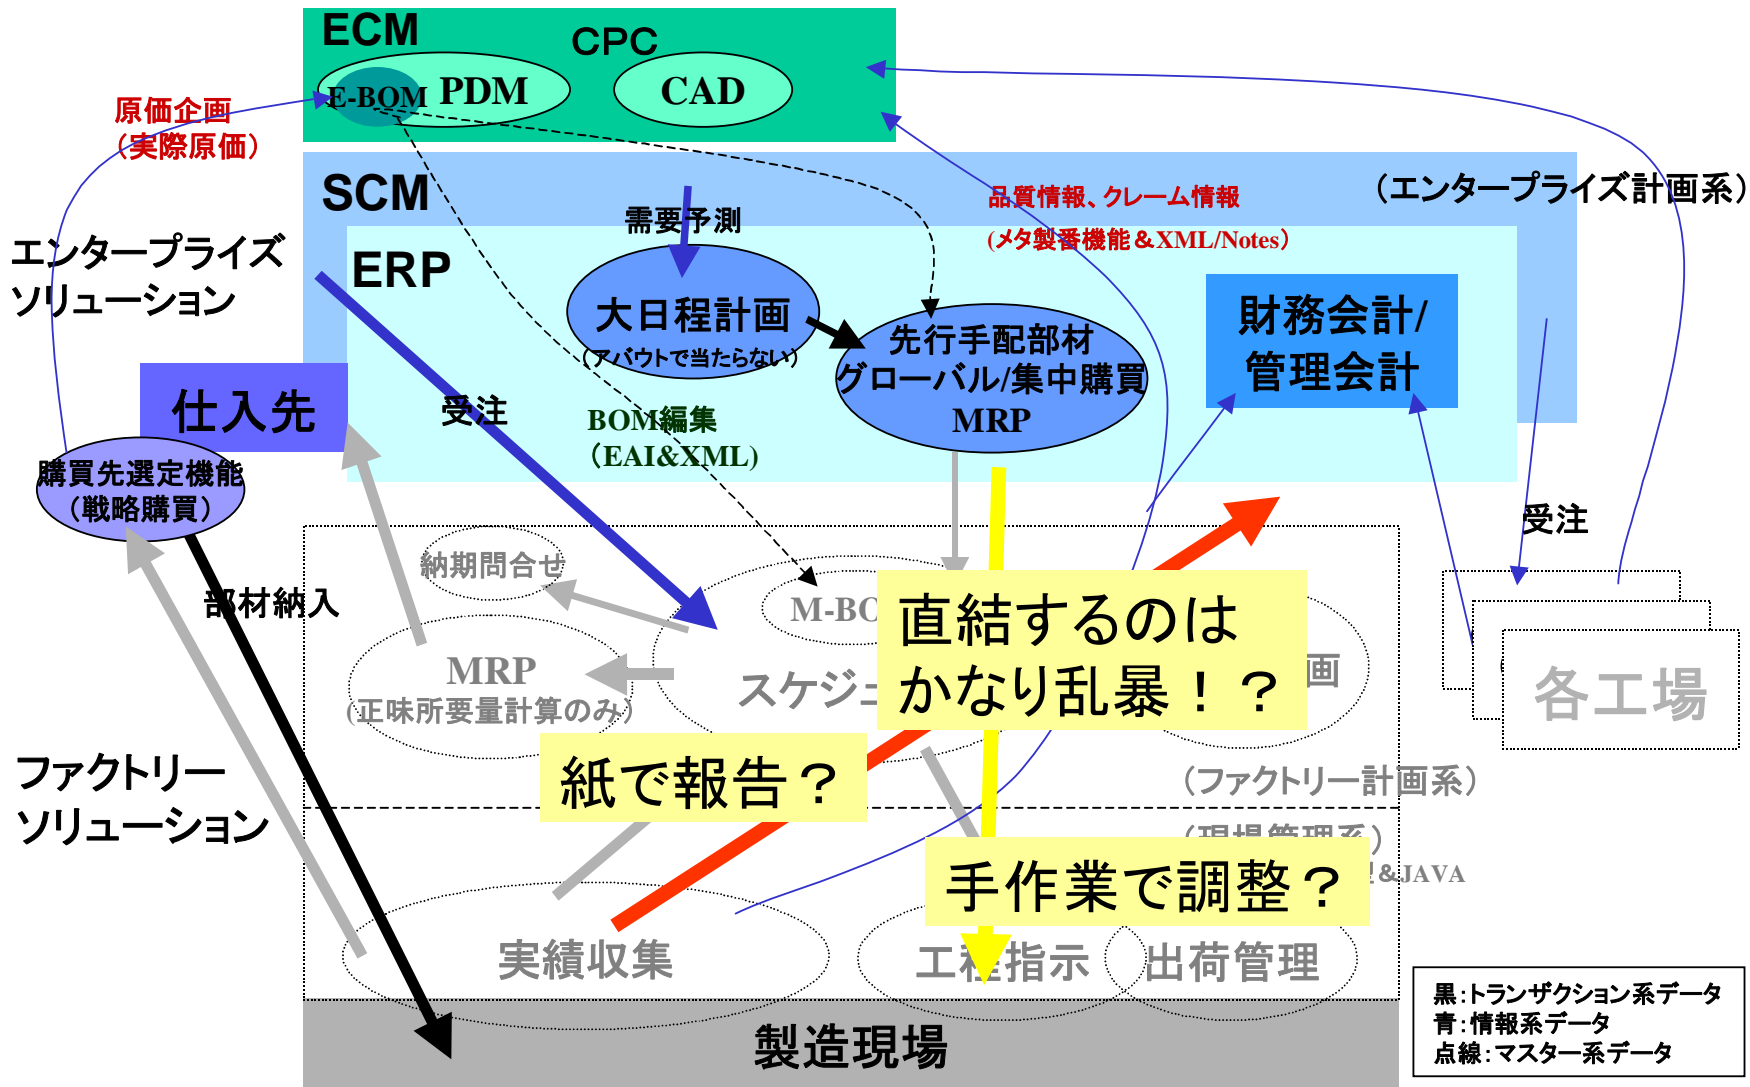 ECM
CPC
E-BOM
PDM
CAD
原価企画
（実際原価）
SCM
（エンタープライズ計画系）
品質情報、クレーム情報
(メタ製番機能＆XML/Notes）
需要予測
エンタープライズ
ソリューション
ERP
大日程計画
（アバウトで当たらない）
先行手配部材
グローバル/集中購買
MRP
財務会計/
管理会計
仕入先
受注
BOM編集
（EAI&XML）
購買先選定機能
（戦略購買）
受注
納期問合せ
部材納入
M-BO
直結するのは
かなり乱暴！？
画
MRP
(正味所要量計算のみ）
スケジュ
各工場
紙で報告？
ファクトリー
ソリューション
（ファクトリー計画系）
（現場管理系）
手作業で調整？
&JAVA
実績収集
工程指示
出荷管理
製造現場
黒：トランザクション系データ
青：情報系データ
点線：マスター系データ